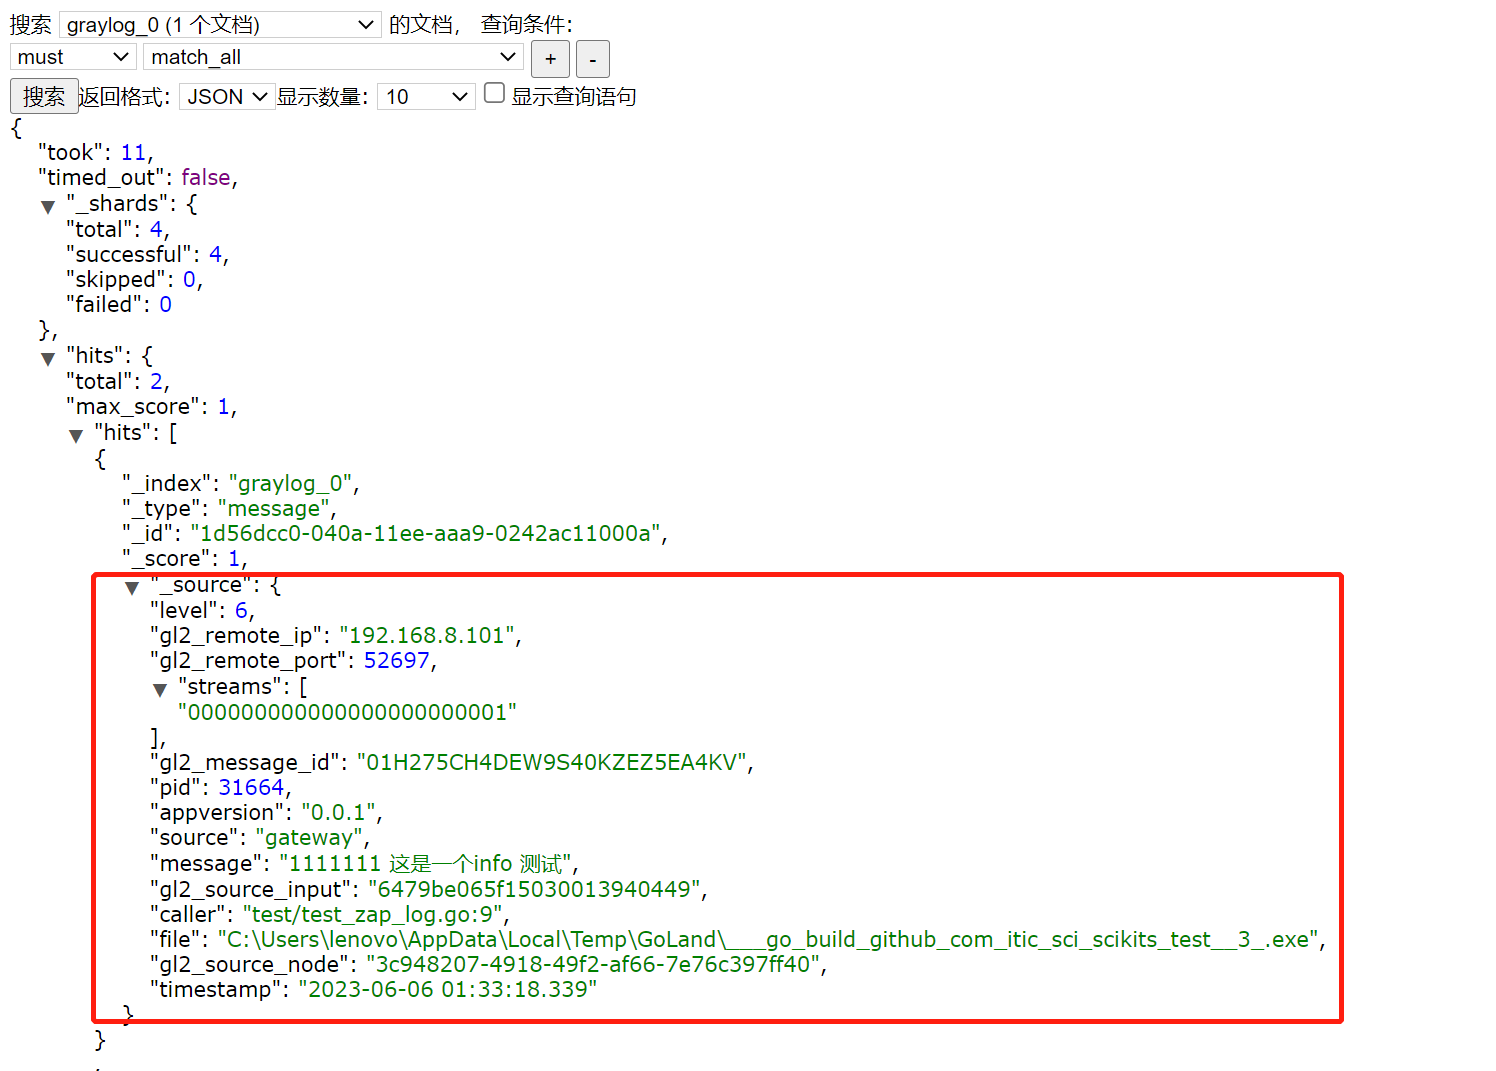 搜索 graylog_0 (1 个文档) 的文档， 查询条件：
must match_all + -
搜索 返回格式： JSON 显示数量： 10 显示查询语句
{
"took": 11,
"timed_out": false,
▼ "_shards": {
"total": 4,
"successful": 4,
"skipped": 0,
"failed": 0
},
▼ "hits": {
"total": 2,
"max_score": 1,
▼ "hits": [
{
"_index": "graylog_0",
"_type": "message",
"_id": "1d56dcc0-040a-11ee-aaa9-0242ac11000a",
"_score": 1,
▼ "_source": {
"level": 6,
"gl2_remote_ip": "192.168.8.101",
"gl2_remote_port": 52697,
▼ "streams": [
"000000000000000000000001"
],
"gl2_message_id": "01H275CH4DEW9S40KZEZ5EA4KV",
"pid": 31664,
"appversion": "0.0.1",
"source": "gateway",
"message": "1111111 这是一个info 测试",
"gl2_source_input": "6479be065f15030013940449",
"caller": "test/test_zap_log.go:9",
"file": "C:\Users\lenovo\AppData\Local\Temp\GoLand\___go_build_github_com_itic_sci_scikits_test__3_.exe",
"gl2_source_node": "3c948207-4918-49f2-af66-7e76c397ff40",
"timestamp": "2023-06-06 01:33:18.339"
}
}
,